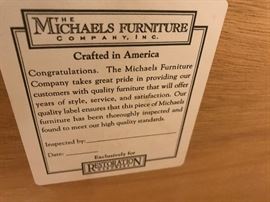 THE
MICHAELS FURNITURE
COMPANY, INC.
Crafted in America
Congratulations. The Michaels Furniture
Company takes great pride in providing our
customers with quality furniture that will offer
years of style, service, and satisfaction. Our
quality label ensures that this piece of Michaels
furniture has been thoroughly inspected and
found to meet our high quality standards.
Inspected by:
Date:
Exclusively for
RESTORATION
HARDWARE